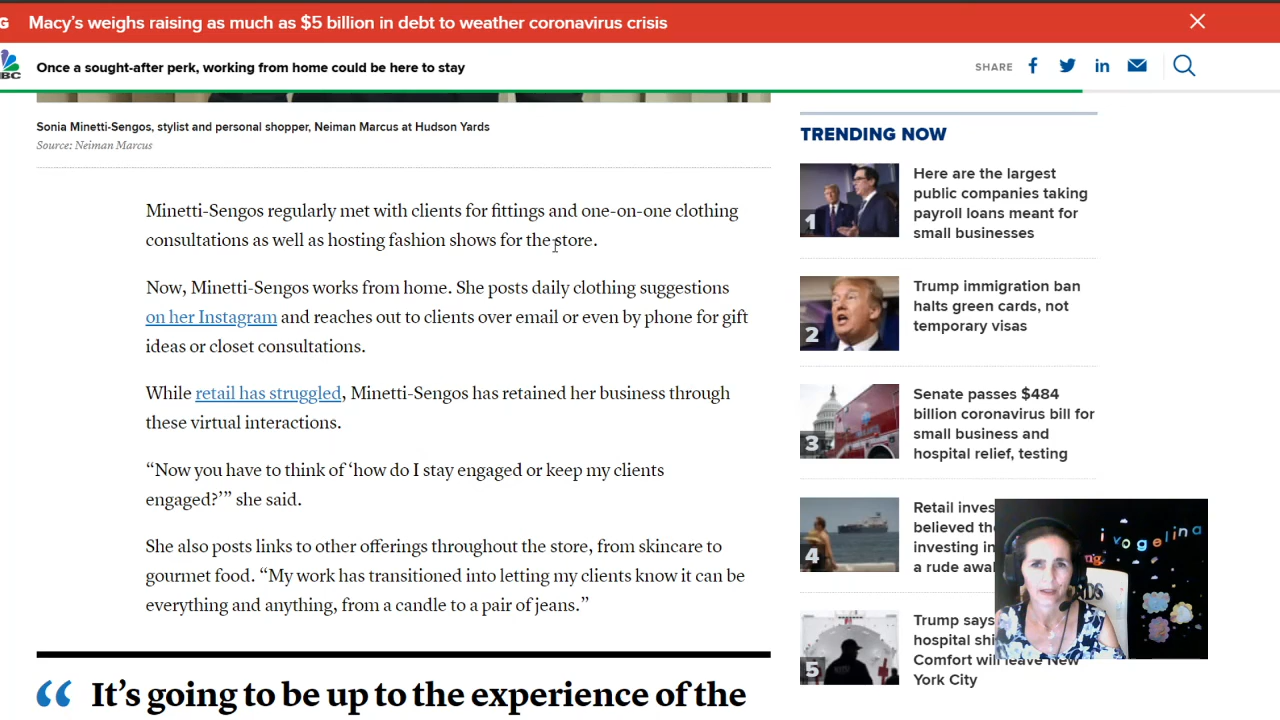 G Macy's weighs raising as much as $5 billion in debt to weather coronavirus crisis
BC Once a sought-after perk, working from home could be here to stay
SHARE
Sonia Minetti-Sengos, stylist and personal shopper, Neiman Marcus at Hudson Yards
Source: Neiman Marcus
Minetti-Sengos regularly met with clients for fittings and one-on-one clothing
consultations as well as hosting fashion shows for the store.
Now, Minetti-Sengos works from home. She posts daily clothing suggestions
on her Instagram and reaches out to clients over email or even by phone for gift
ideas or closet consultations.
While retail has struggled, Minetti-Sengos has retained her business through
these virtual interactions.
“Now you have to think of ‘how do I stay engaged or keep my clients
engaged?’” she said.
She also posts links to other offerings throughout the store, from skincare to
gourmet food. “My work has transitioned into letting my clients know it can be
everything and anything, from a candle to a pair of jeans.”
“ It’s going to be up to the experience of the
TRENDING NOW
1
Here are the largest
public companies taking
payroll loans meant for
small businesses
2
Trump immigration ban
halts green cards, not
temporary visas
3
Senate passes $484
billion coronavirus bill for
small business and
hospital relief, testing
4
Retail inves
believed the
investing in
a rude awa
5
Trump says
hospital shi
Comfort will leave New
York City
ivogelina
ng
RDS